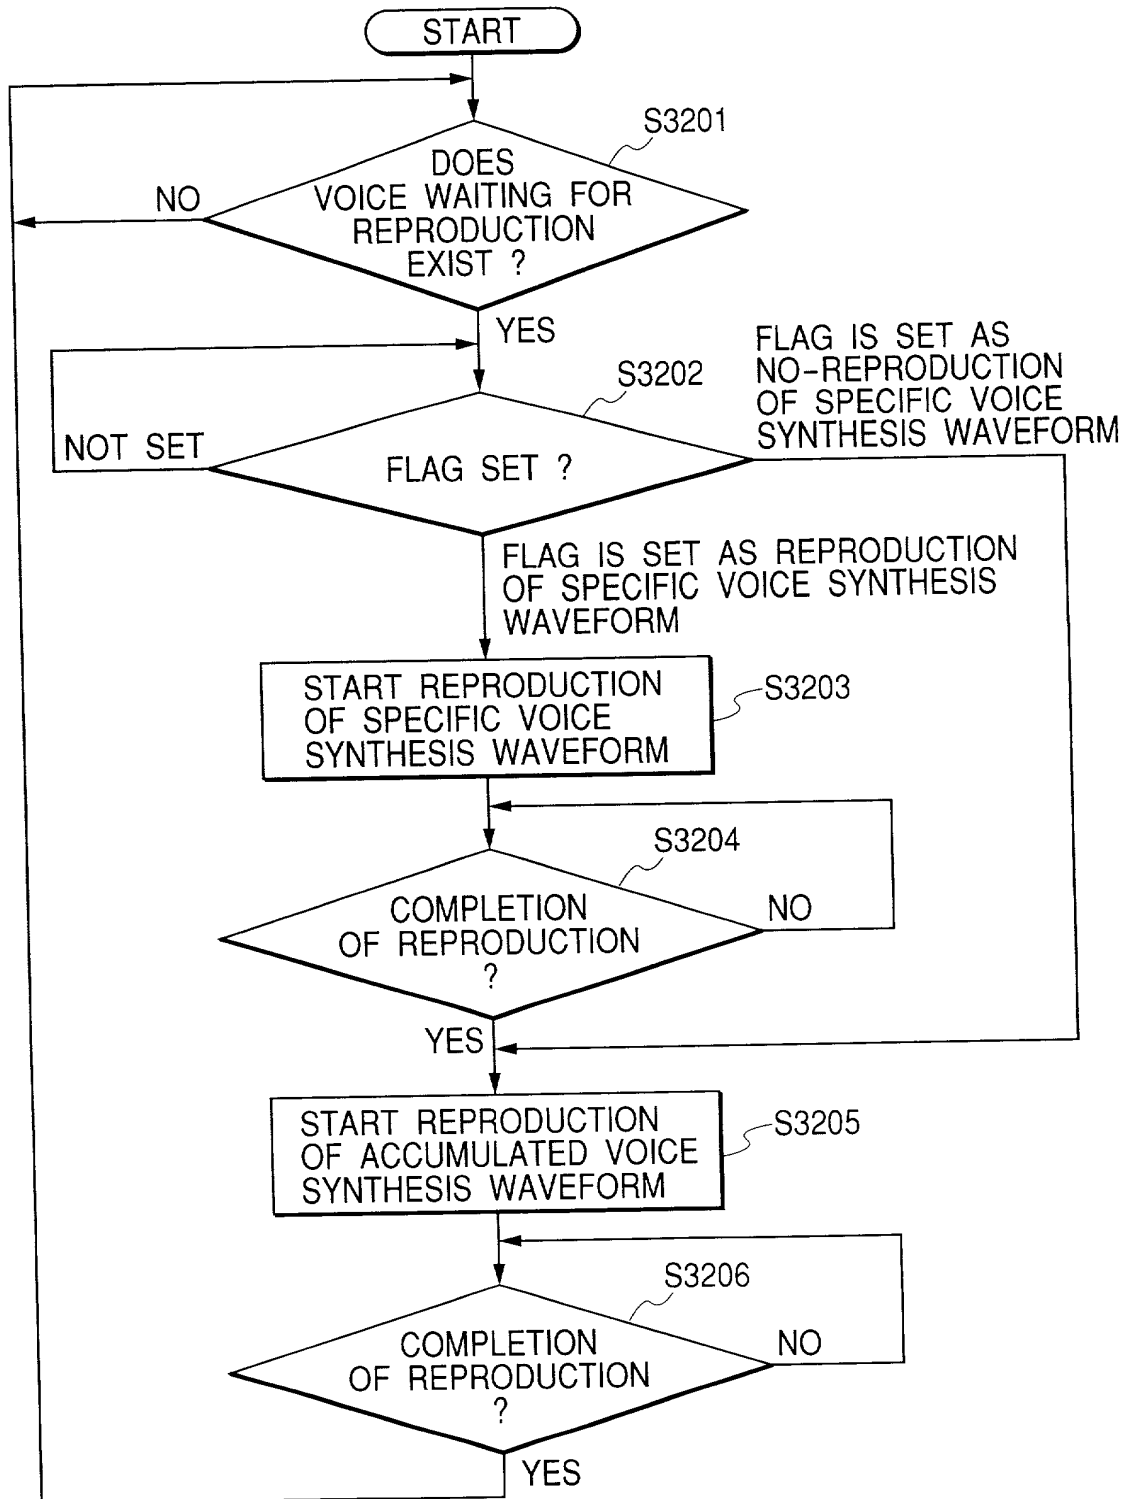 START
S3201
DOES
VOICE WAITING FOR
REPRODUCTION
EXIST ?
NO
YES
S3202
FLAG IS SET AS
NO-REPRODUCTION
OF SPECIFIC VOICE
SYNTHESIS WAVEFORM
NOT SET
FLAG SET ?
FLAG IS SET AS REPRODUCTION
OF SPECIFIC VOICE SYNTHESIS
WAVEFORM
START REPRODUCTION
OF SPECIFIC VOICE
SYNTHESIS WAVEFORM
S3203
S3204
COMPLETION
OF REPRODUCTION
?
NO
YES
START REPRODUCTION
OF ACCUMULATED VOICE
SYNTHESIS WAVEFORM
S3205
S3206
COMPLETION
OF REPRODUCTION
?
NO
YES